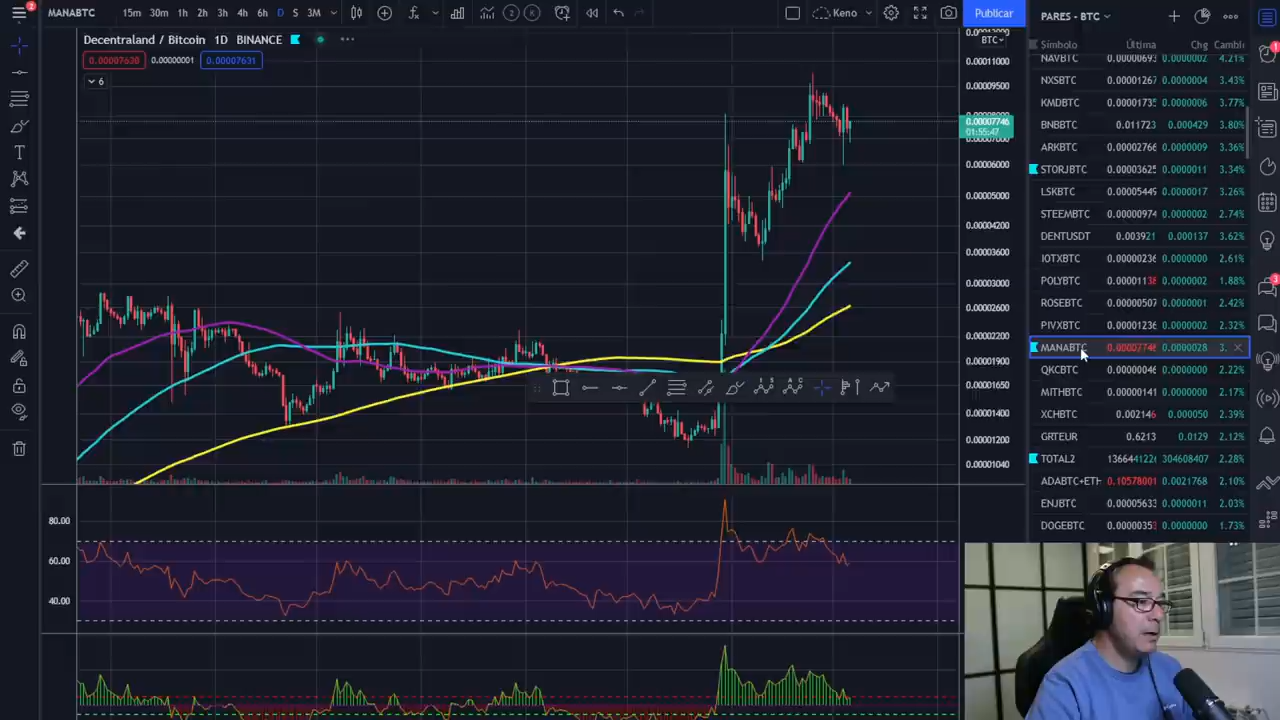 2
MANABTC 15m 30m 1h 2h 3h 4h 6h D S 3M 2 K Keno Publicar
Decentraland / Bitcoin 1D BINANCE
BTC
0.00007630 0.00000001 0.00007631
6
0.00011000
0.00009500
0.00007746
01:55:47
0.00006000
0.00005000
0.00004200
0.00003600
0.00003000
0.00002600
0.00002200
0.00001900
0.00001650
0.00001400
0.00001200
0.00001040
80.00
60.00
40.00
PARES - BTC
Símbolo Última Chg Cambio
NAVBTC 0.0000693 0.0000002 4.21%
NXSBTC 0.00001267 0.0000004 3.43%
KMDBTC 0.00001735 0.0000006 3.77%
BNBBTC 0.011723 0.000429 3.80%
ARKBTC 0.00002766 0.0000009 3.36%
STORJBTC 0.00003625 0.0000011 3.34%
LSKBTC 0.00005449 0.0000017 3.26%
STEEMBTC 0.00000974 0.0000002 2.74%
DENTUSDT 0.003921 0.000137 3.62%
IOTXBTC 0.00000236 0.0000000 2.61%
POLYBTC 0.00001138 0.0000002 1.88%
ROSEBTC 0.00000507 0.0000001 2.42%
PIVXBTC 0.00001236 0.0000002 2.32%
MANABTC 0.00007746 0.0000028 3.
QKCBTC 0.00000046 0.0000000 2.22%
MITHBTC 0.00000141 0.0000000 2.17%
XCHBTC 0.002146 0.000050 2.39%
GRTEUR 0.6213 0.0129 2.12%
TOTAL2 136644122 304608407 2.28%
ADABTC+ETH 0.10578001 0.0021768 2.10%
ENJBTC 0.00005633 0.0000001 2.03%
DOGEBTC 0.00000353 0.0000000 1.73%
1
3